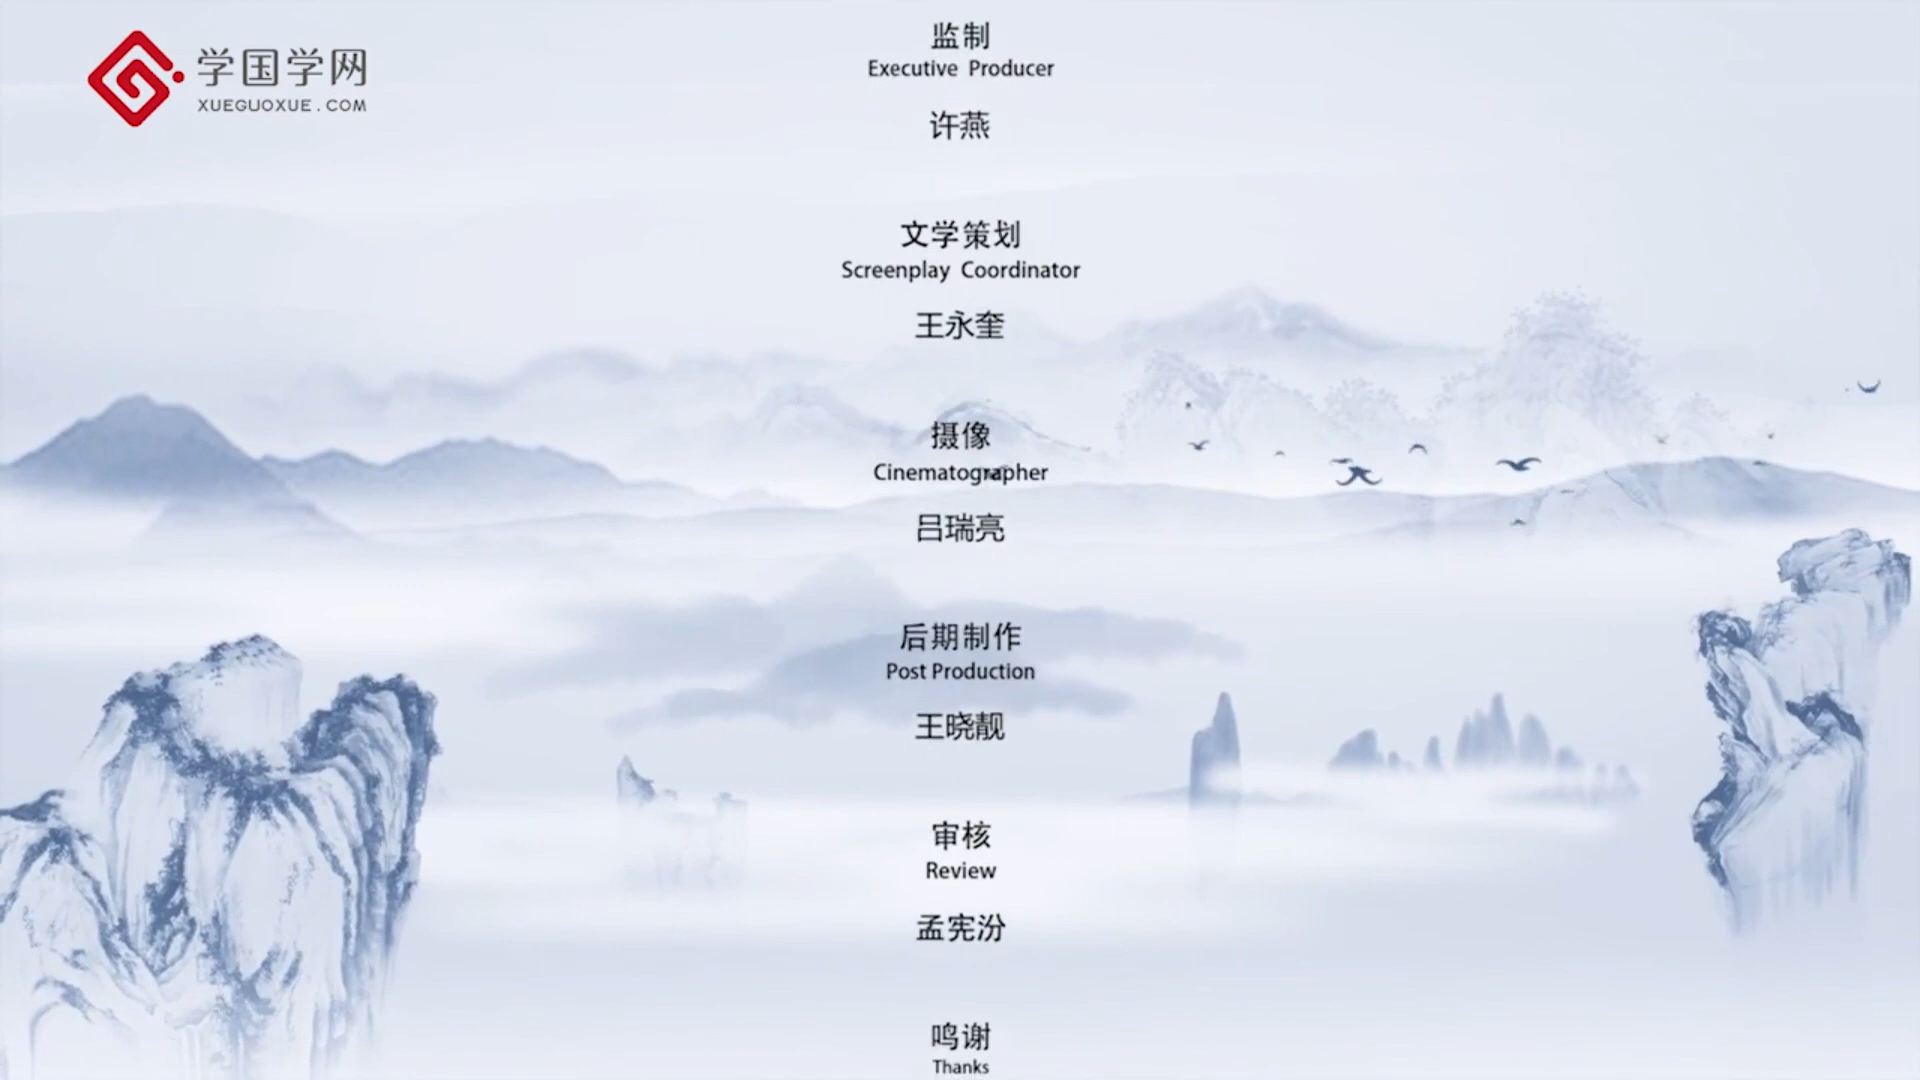 学国学网
XUEGUOXUE.COM
监制
Executive Producer
许燕
文学策划
Screenplay Coordinator
王永奎
摄像
Cinematographer
吕瑞亮
后期制作
Post Production
王晓靓
审核
Review
孟宪汾
鸣谢
Thanks